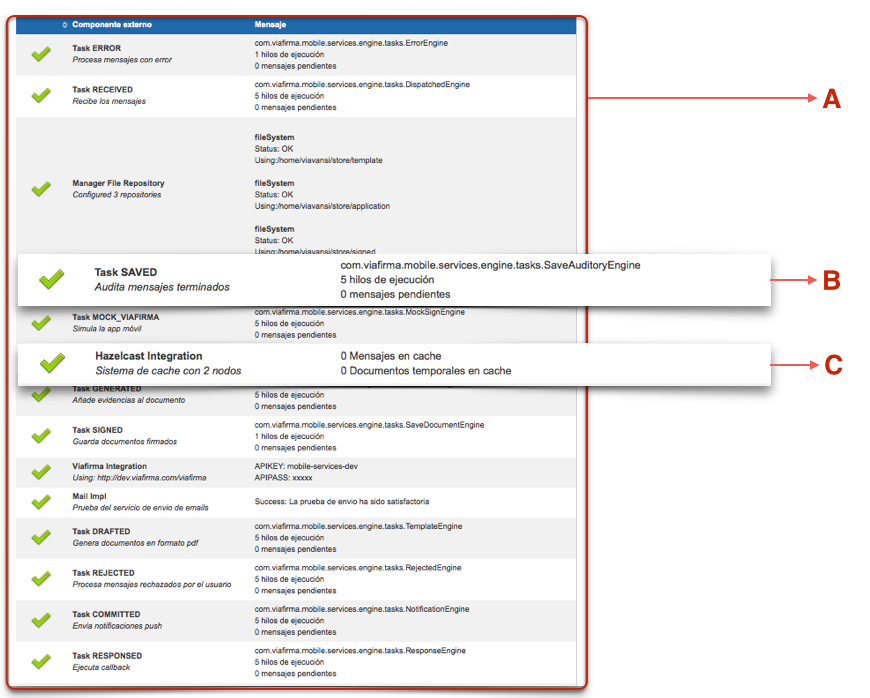 Componente externo Mensaje
Task ERROR
Procesa mensajes con error
com.viafirma.mobile.services.engine.tasks.ErrorEngine
1 hilos de ejecución
0 mensajes pendientes
Task RECEIVED
Recibe los mensajes
com.viafirma.mobile.services.engine.tasks.DispatchedEngine
5 hilos de ejecución
0 mensajes pendientes
A
Manager File Repository
Configured 3 repositories
fileSystem
Status: OK
Using:/home/viavansi/store/template
fileSystem
Status: OK
Using:/home/viavansi/store/application
fileSystem
Status: OK
Using:/home/viavansi/store/signed
Task SAVED
Audita mensajes terminados
com.viafirma.mobile.services.engine.tasks.SaveAuditoryEngine
5 hilos de ejecución
0 mensajes pendientes
B
Task MOCK_VIAFIRMA
Simula la app móvil
com.viafirma.mobile.services.engine.tasks.MockSignEngine
5 hilos de ejecución
0 mensajes pendientes
Hazelcast Integration
Sistema de cache con 2 nodos
0 Mensajes en cache
0 Documentos temporales en cache
C
Task GENERATED
Añade evidencias al documento
5 hilos de ejecución
0 mensajes pendientes
Task SIGNED
Guarda documentos firmados
com.viafirma.mobile.services.engine.tasks.SaveDocumentEngine
1 hilos de ejecución
0 mensajes pendientes
Viafirma Integration
Using: http://dev.viafirma.com/viafirma
APIKEY: mobile-services-dev
APIPASS: xxxxx
Mail Impl
Prueba del servicio de envio de emails
Success: La prueba de envio ha sido satisfactoria
Task DRAFTED
Genera documentos en formato pdf
com.viafirma.mobile.services.engine.tasks.TemplateEngine
5 hilos de ejecución
0 mensajes pendientes
Task REJECTED
Procesa mensajes rechazados por el usuario
com.viafirma.mobile.services.engine.tasks.RejectedEngine
5 hilos de ejecución
0 mensajes pendientes
Task COMMITTED
Envia notificaciones push
com.viafirma.mobile.services.engine.tasks.NotificationEngine
5 hilos de ejecución
0 mensajes pendientes
Task RESPONSED
Ejecuta callback
com.viafirma.mobile.services.engine.tasks.ResponseEngine
5 hilos de ejecución
0 mensajes pendientes